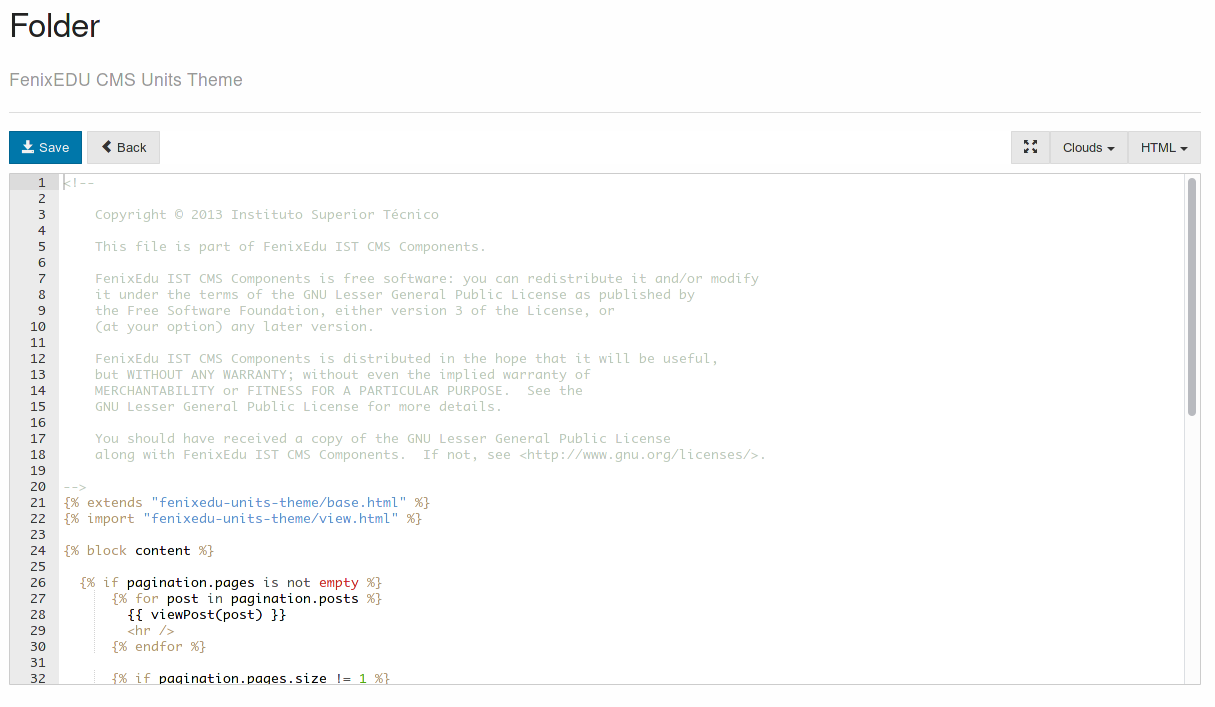 Folder
FenixEDU CMS Units Theme
Save Back Clouds HTML
1 <!--
2
3 Copyright © 2013 Instituto Superior Técnico
4
5 This file is part of FenixEdu IST CMS Components.
6
7 FenixEdu IST CMS Components is free software: you can redistribute it and/or modify
8 it under the terms of the GNU Lesser General Public License as published by
9 the Free Software Foundation, either version 3 of the License, or
10 (at your option) any later version.
11
12 FenixEdu IST CMS Components is distributed in the hope that it will be useful,
13 but WITHOUT ANY WARRANTY; without even the implied warranty of
14 MERCHANTABILITY or FITNESS FOR A PARTICULAR PURPOSE.  See the
15 GNU Lesser General Public License for more details.
16
17 You should have received a copy of the GNU Lesser General Public License
18 along with FenixEdu IST CMS Components.  If not, see <http://www.gnu.org/licenses/>.
19
20 -->
21 {% extends "fenixedu-units-theme/base.html" %}
22 {% import "fenixedu-units-theme/view.html" %}
23
24 {% block content %}
25
26 {% if pagination.pages is not empty %}
27 {% for post in pagination.posts %}
28 {{ viewPost(post) }}
29 <hr />
30 {% endfor %}
31
32 {% if pagination.pages.size != 1 %}